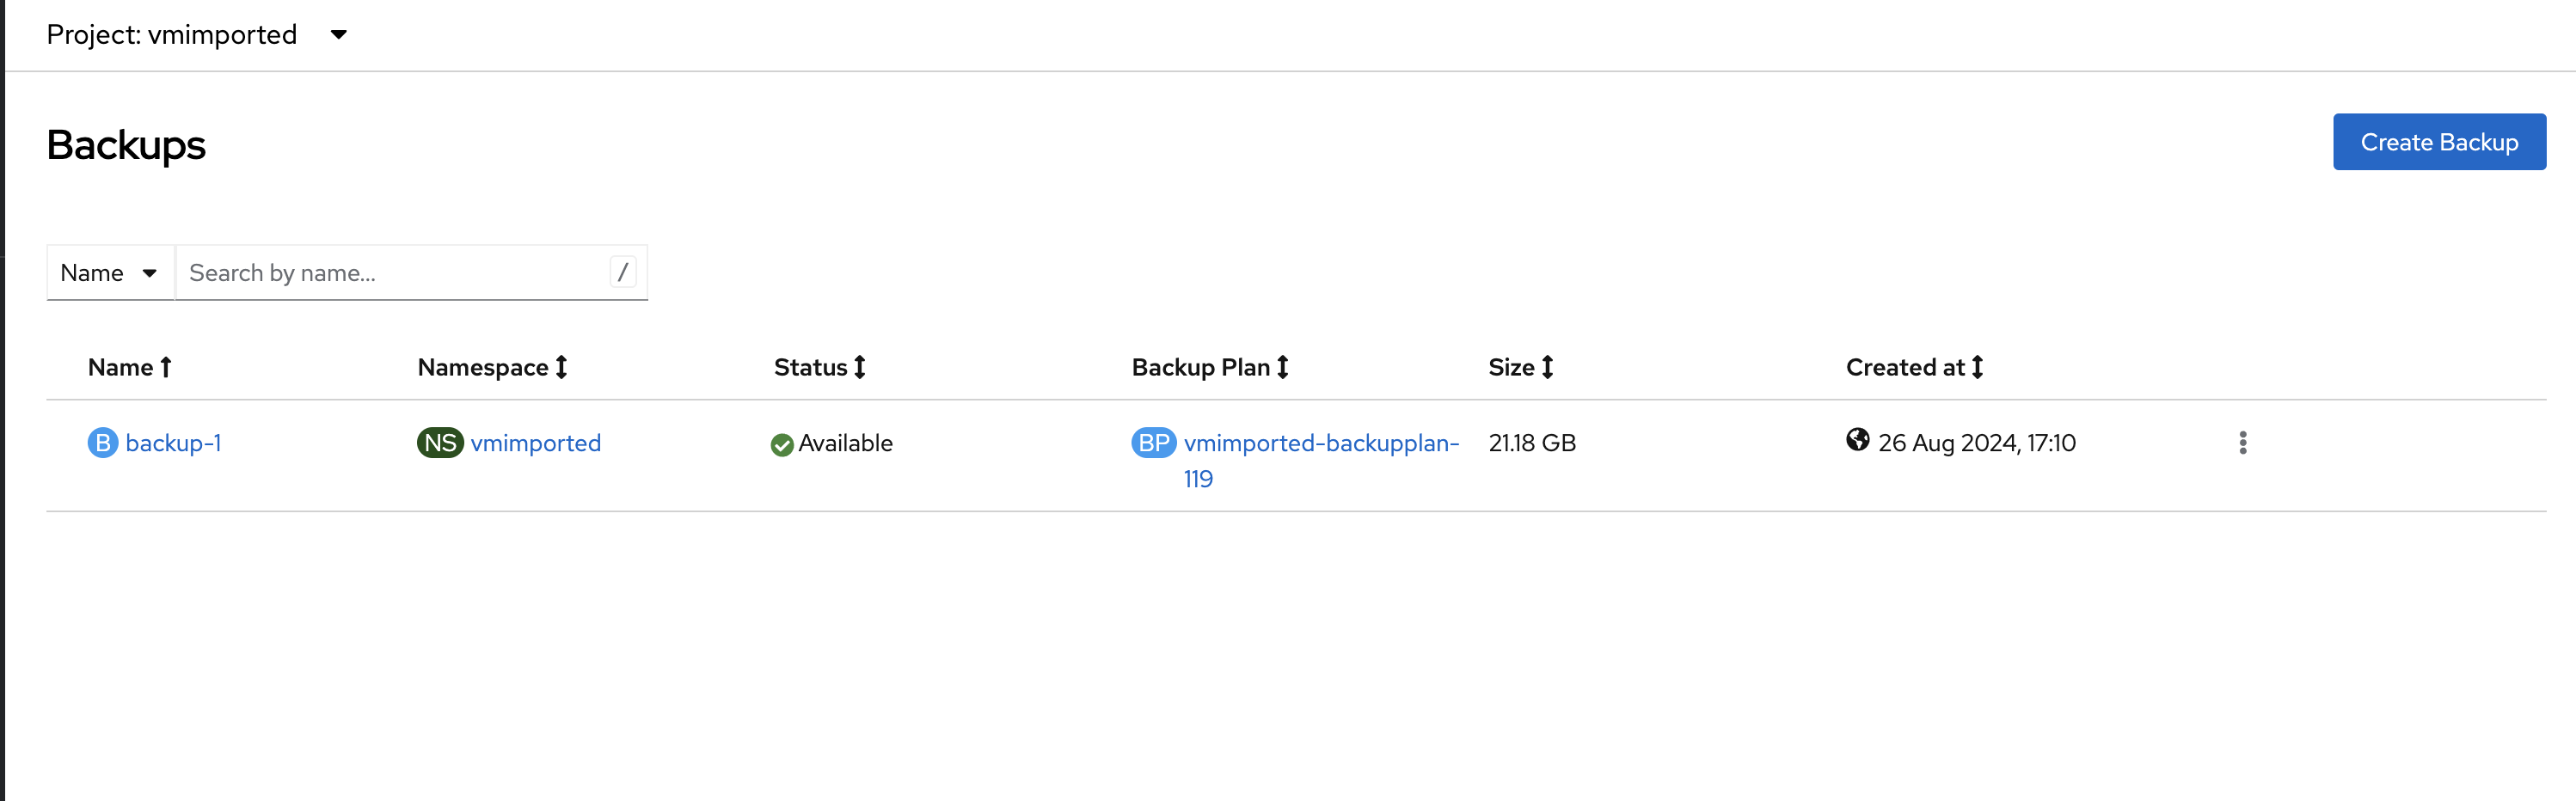 Project: vmimported
Backups
Create Backup
Name
Search by name...
/
Name Namespace Status Backup Plan Size Created at
B backup-1 NS vmimported Available BP vmimported-backupplan- 21.18 GB 26 Aug 2024, 17:10
119